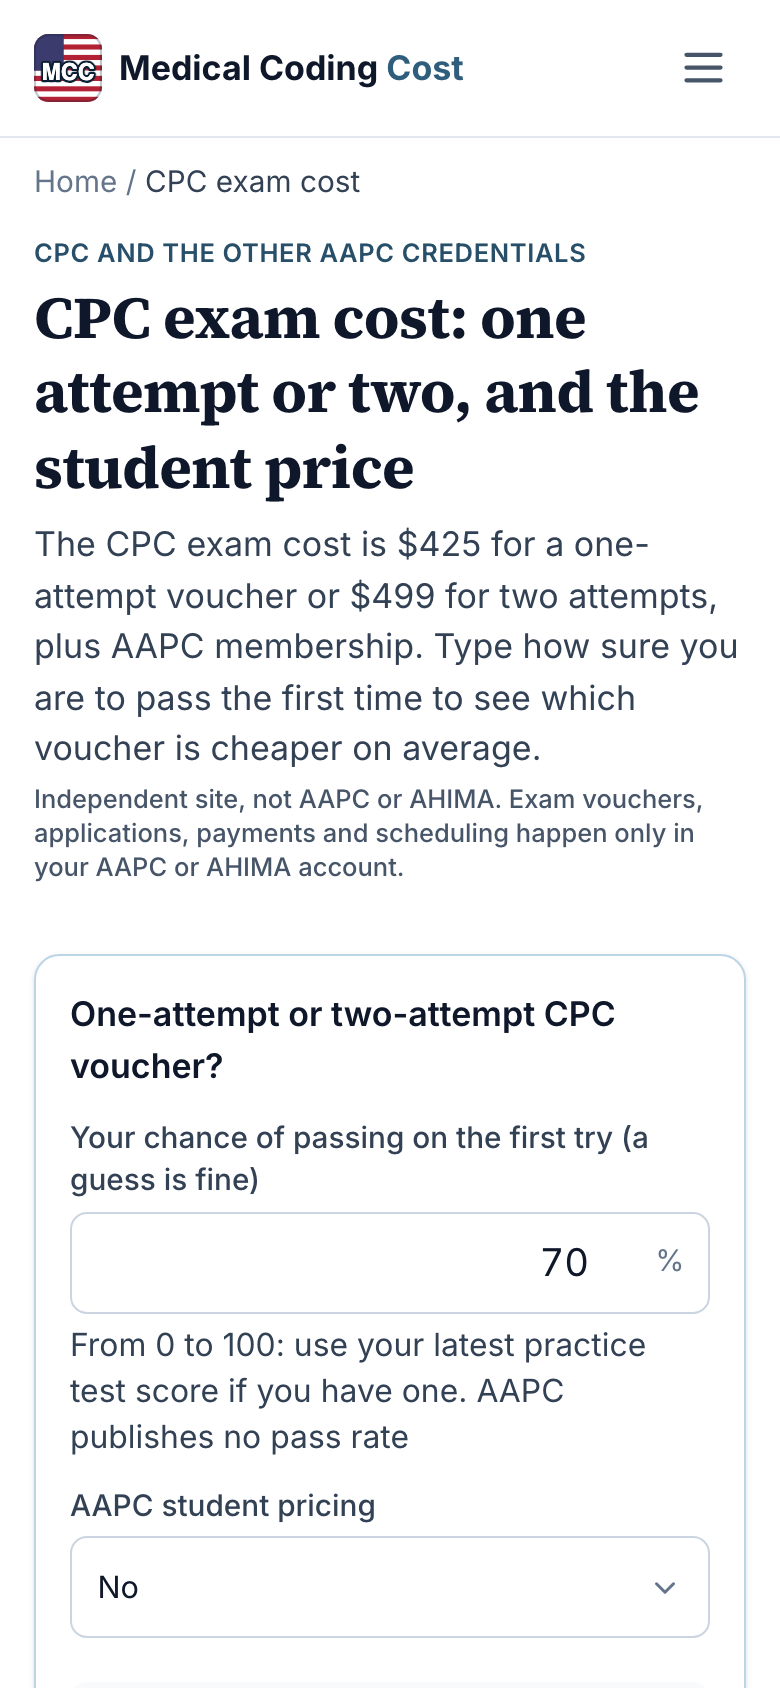 MCC
Medical Coding Cost
Home / CPC exam cost
CPC AND THE OTHER AAPC CREDENTIALS
CPC exam cost: one
attempt or two, and the
student price
The CPC exam cost is $425 for a one-
attempt voucher or $499 for two attempts,
plus AAPC membership. Type how sure you
are to pass the first time to see which
voucher is cheaper on average.
Independent site, not AAPC or AHIMA. Exam vouchers,
applications, payments and scheduling happen only in
your AAPC or AHIMA account.
One-attempt or two-attempt CPC
voucher?
Your chance of passing on the first try (a
guess is fine)
70 %
From 0 to 100: use your latest practice
test score if you have one. AAPC
publishes no pass rate
AAPC student pricing
No